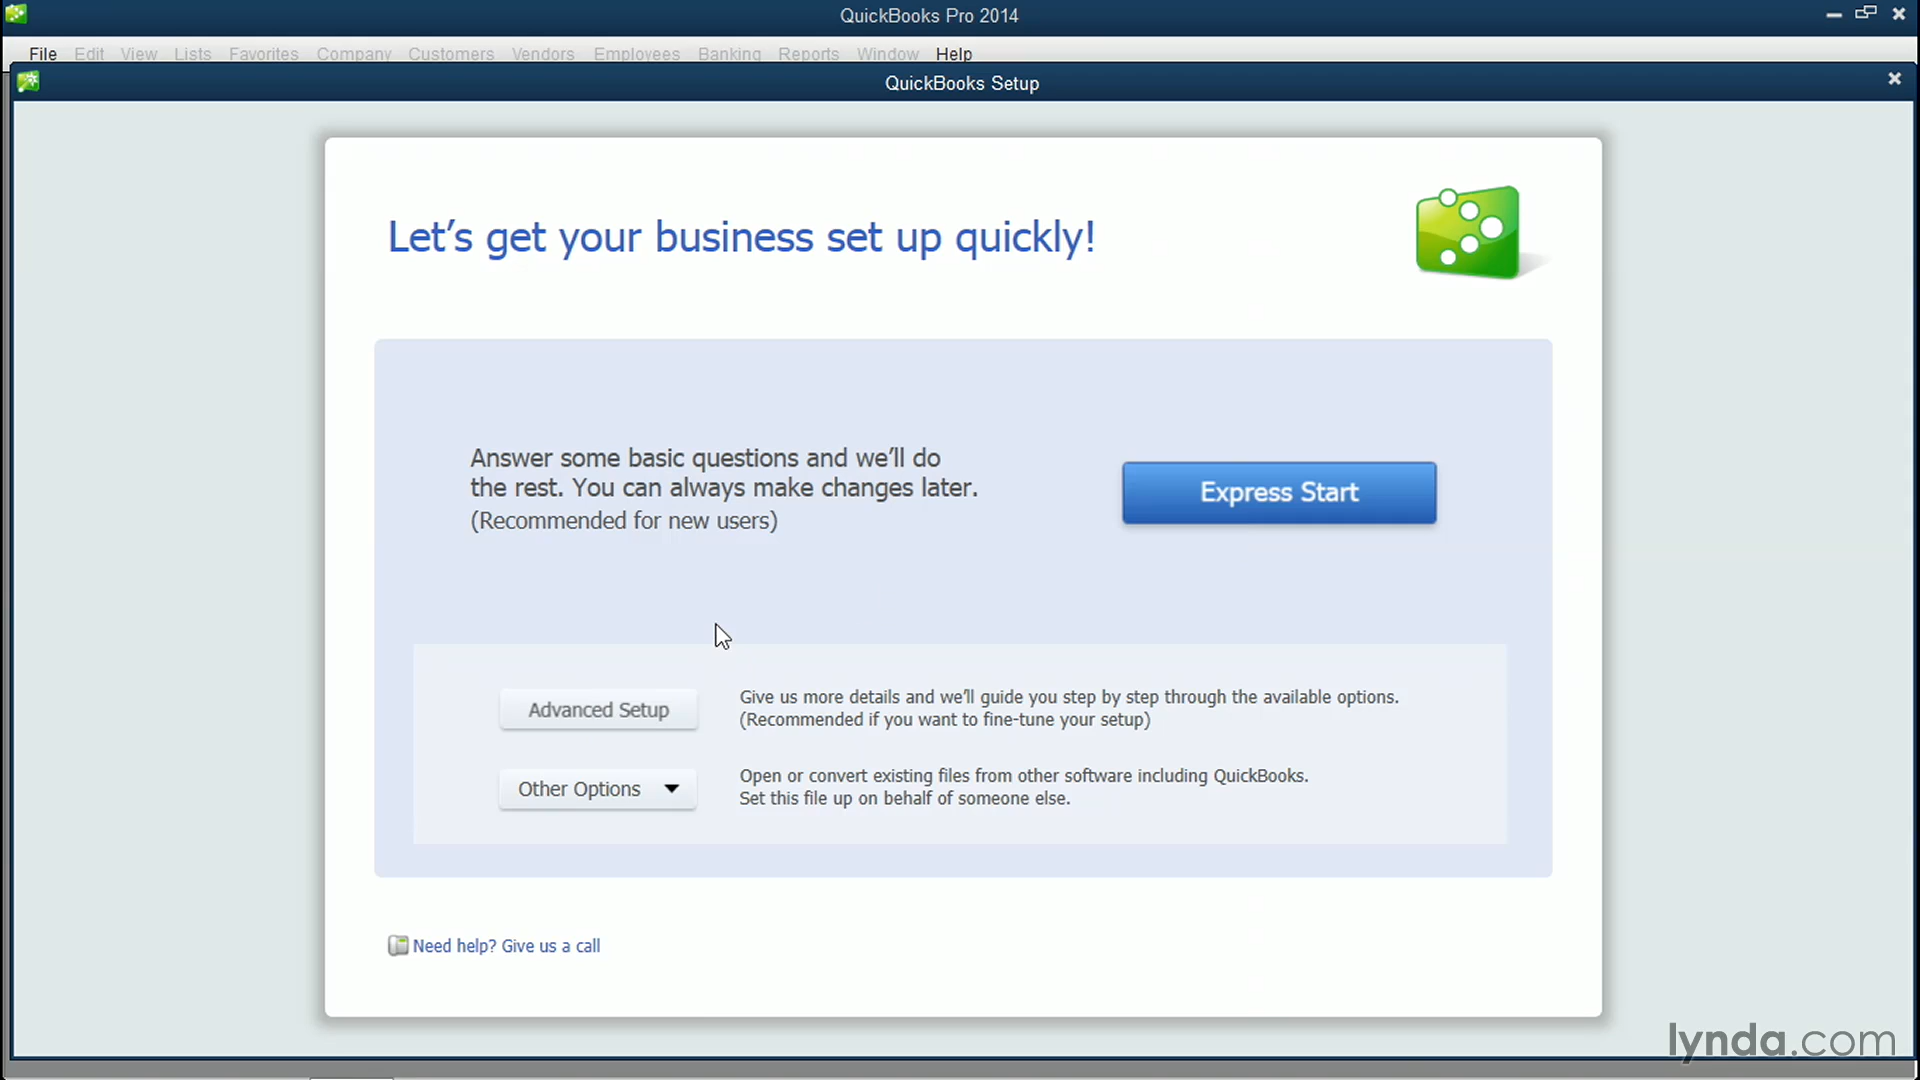 QuickBooks Pro 2014
File Edit View Lists Favorites Company Customers Vendors Employees Banking Reports Window Help
QuickBooks Setup
Let's get your business set up quickly!
Answer some basic questions and we'll do
the rest. You can always make changes later.
(Recommended for new users)
Express Start
Advanced Setup
Give us more details and we'll guide you step by step through the available options.
(Recommended if you want to fine-tune your setup)
Other Options
Open or convert existing files from other software including QuickBooks.
Set this file up on behalf of someone else.
Need help? Give us a call
lynda.com